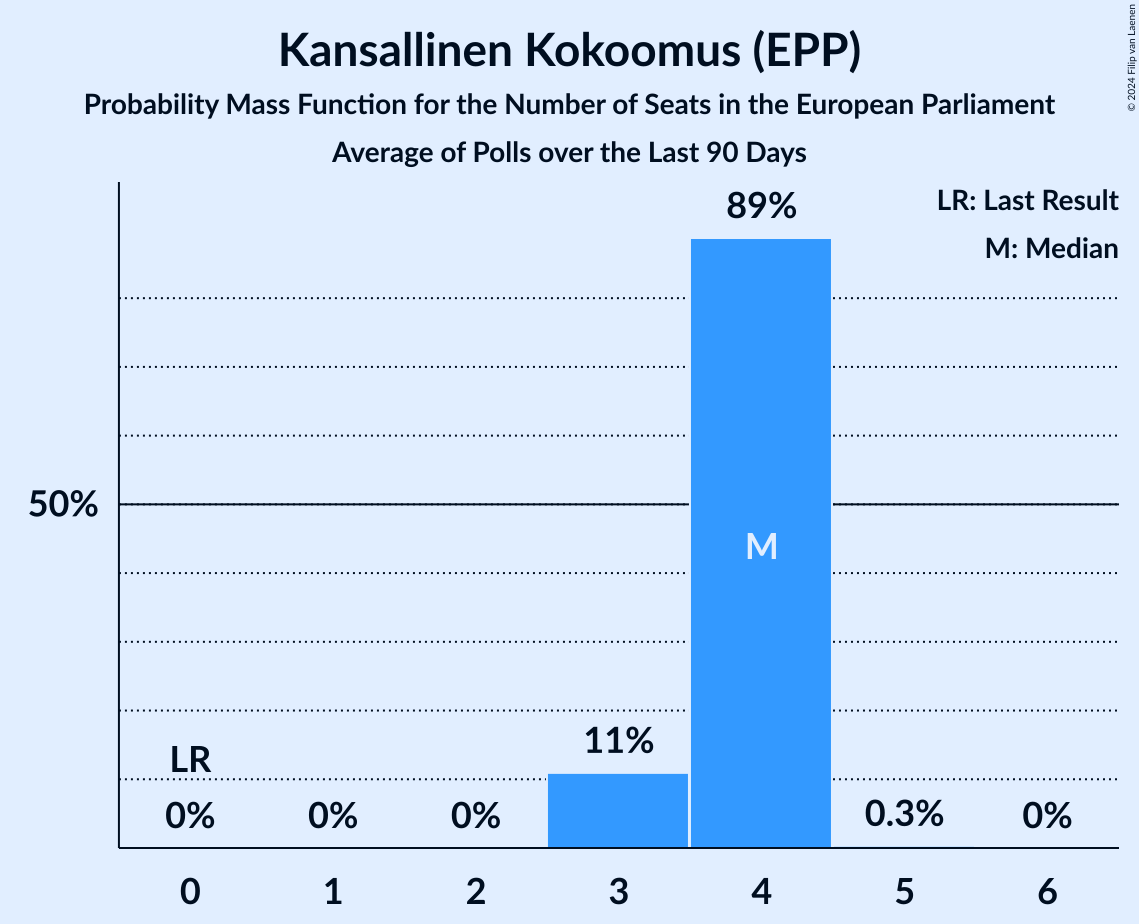 Kansallinen Kokoomus (EPP)
Probability Mass Function for the Number of Seats in the European Parliament
Average of Polls over the Last 90 Days
© 2024 Filip van Laenen
LR: Last Result
M: Median
89%
50%
M
11%
LR
0% 0% 0% 0.3% 0%
0 1 2 3 4 5 6